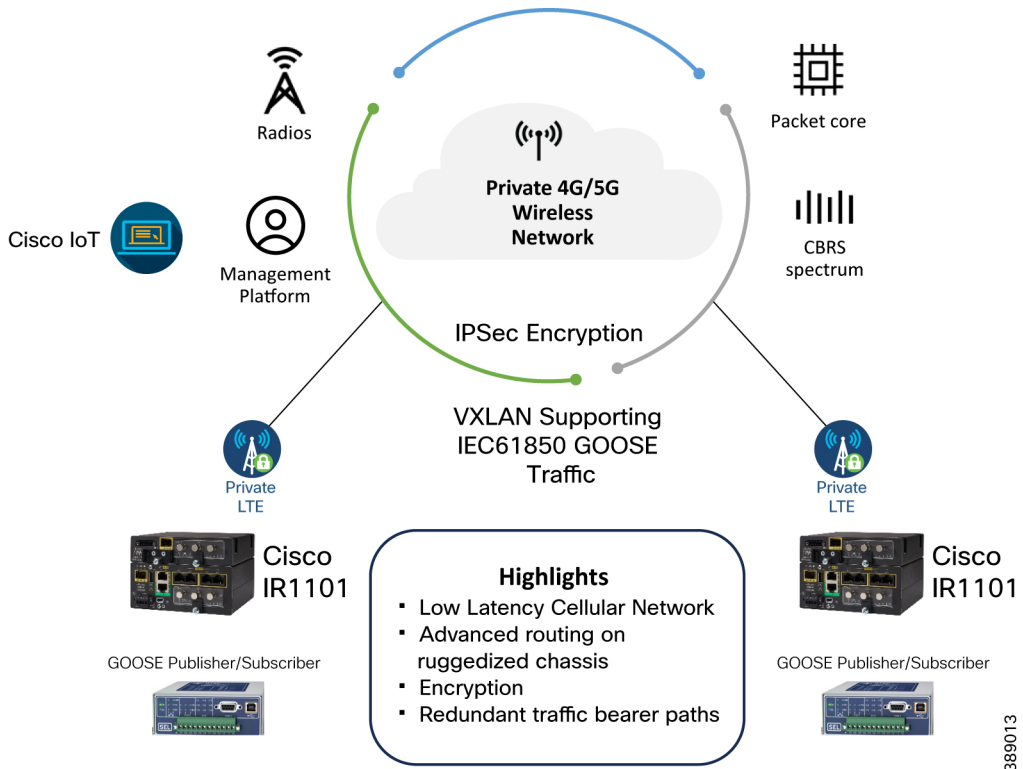 Radios
Packet core
Private 4G/5G
Wireless
Network
Cisco IoT
Management
Platform
CBRS
spectrum
IPSec Encryption
VXLAN Supporting
IEC61850 GOOSE
Traffic
Private
LTE
Private
LTE
Cisco
IR1101
Cisco
IR1101
Highlights
▪ Low Latency Cellular Network
▪ Advanced routing on
ruggedized chassis
▪ Encryption
▪ Redundant traffic bearer paths
GOOSE Publisher/Subscriber
SEL
GOOSE Publisher/Subscriber
SEL
389013